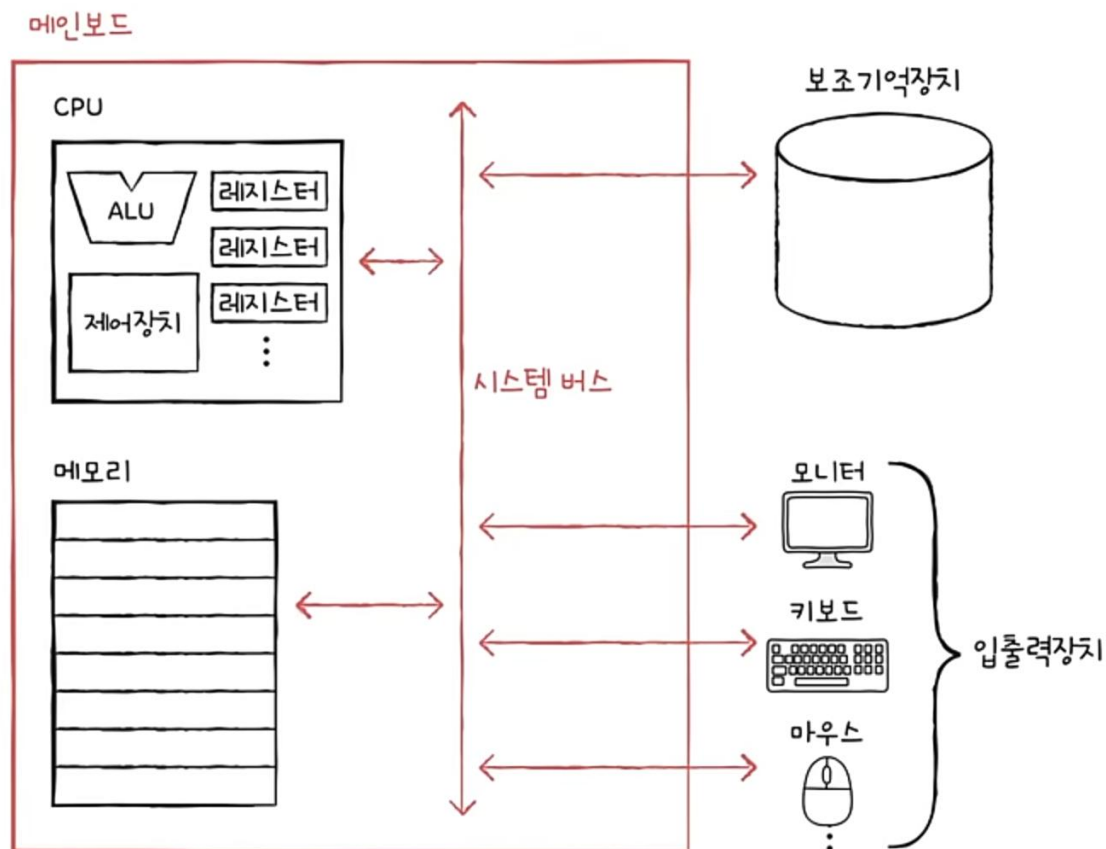 메인보드
CPU
ALU
레지스터
레지스터
레지스터
제어장치
시스템 버스
메모리
보조기억장치
모니터
키보드
마우스
입출력장치